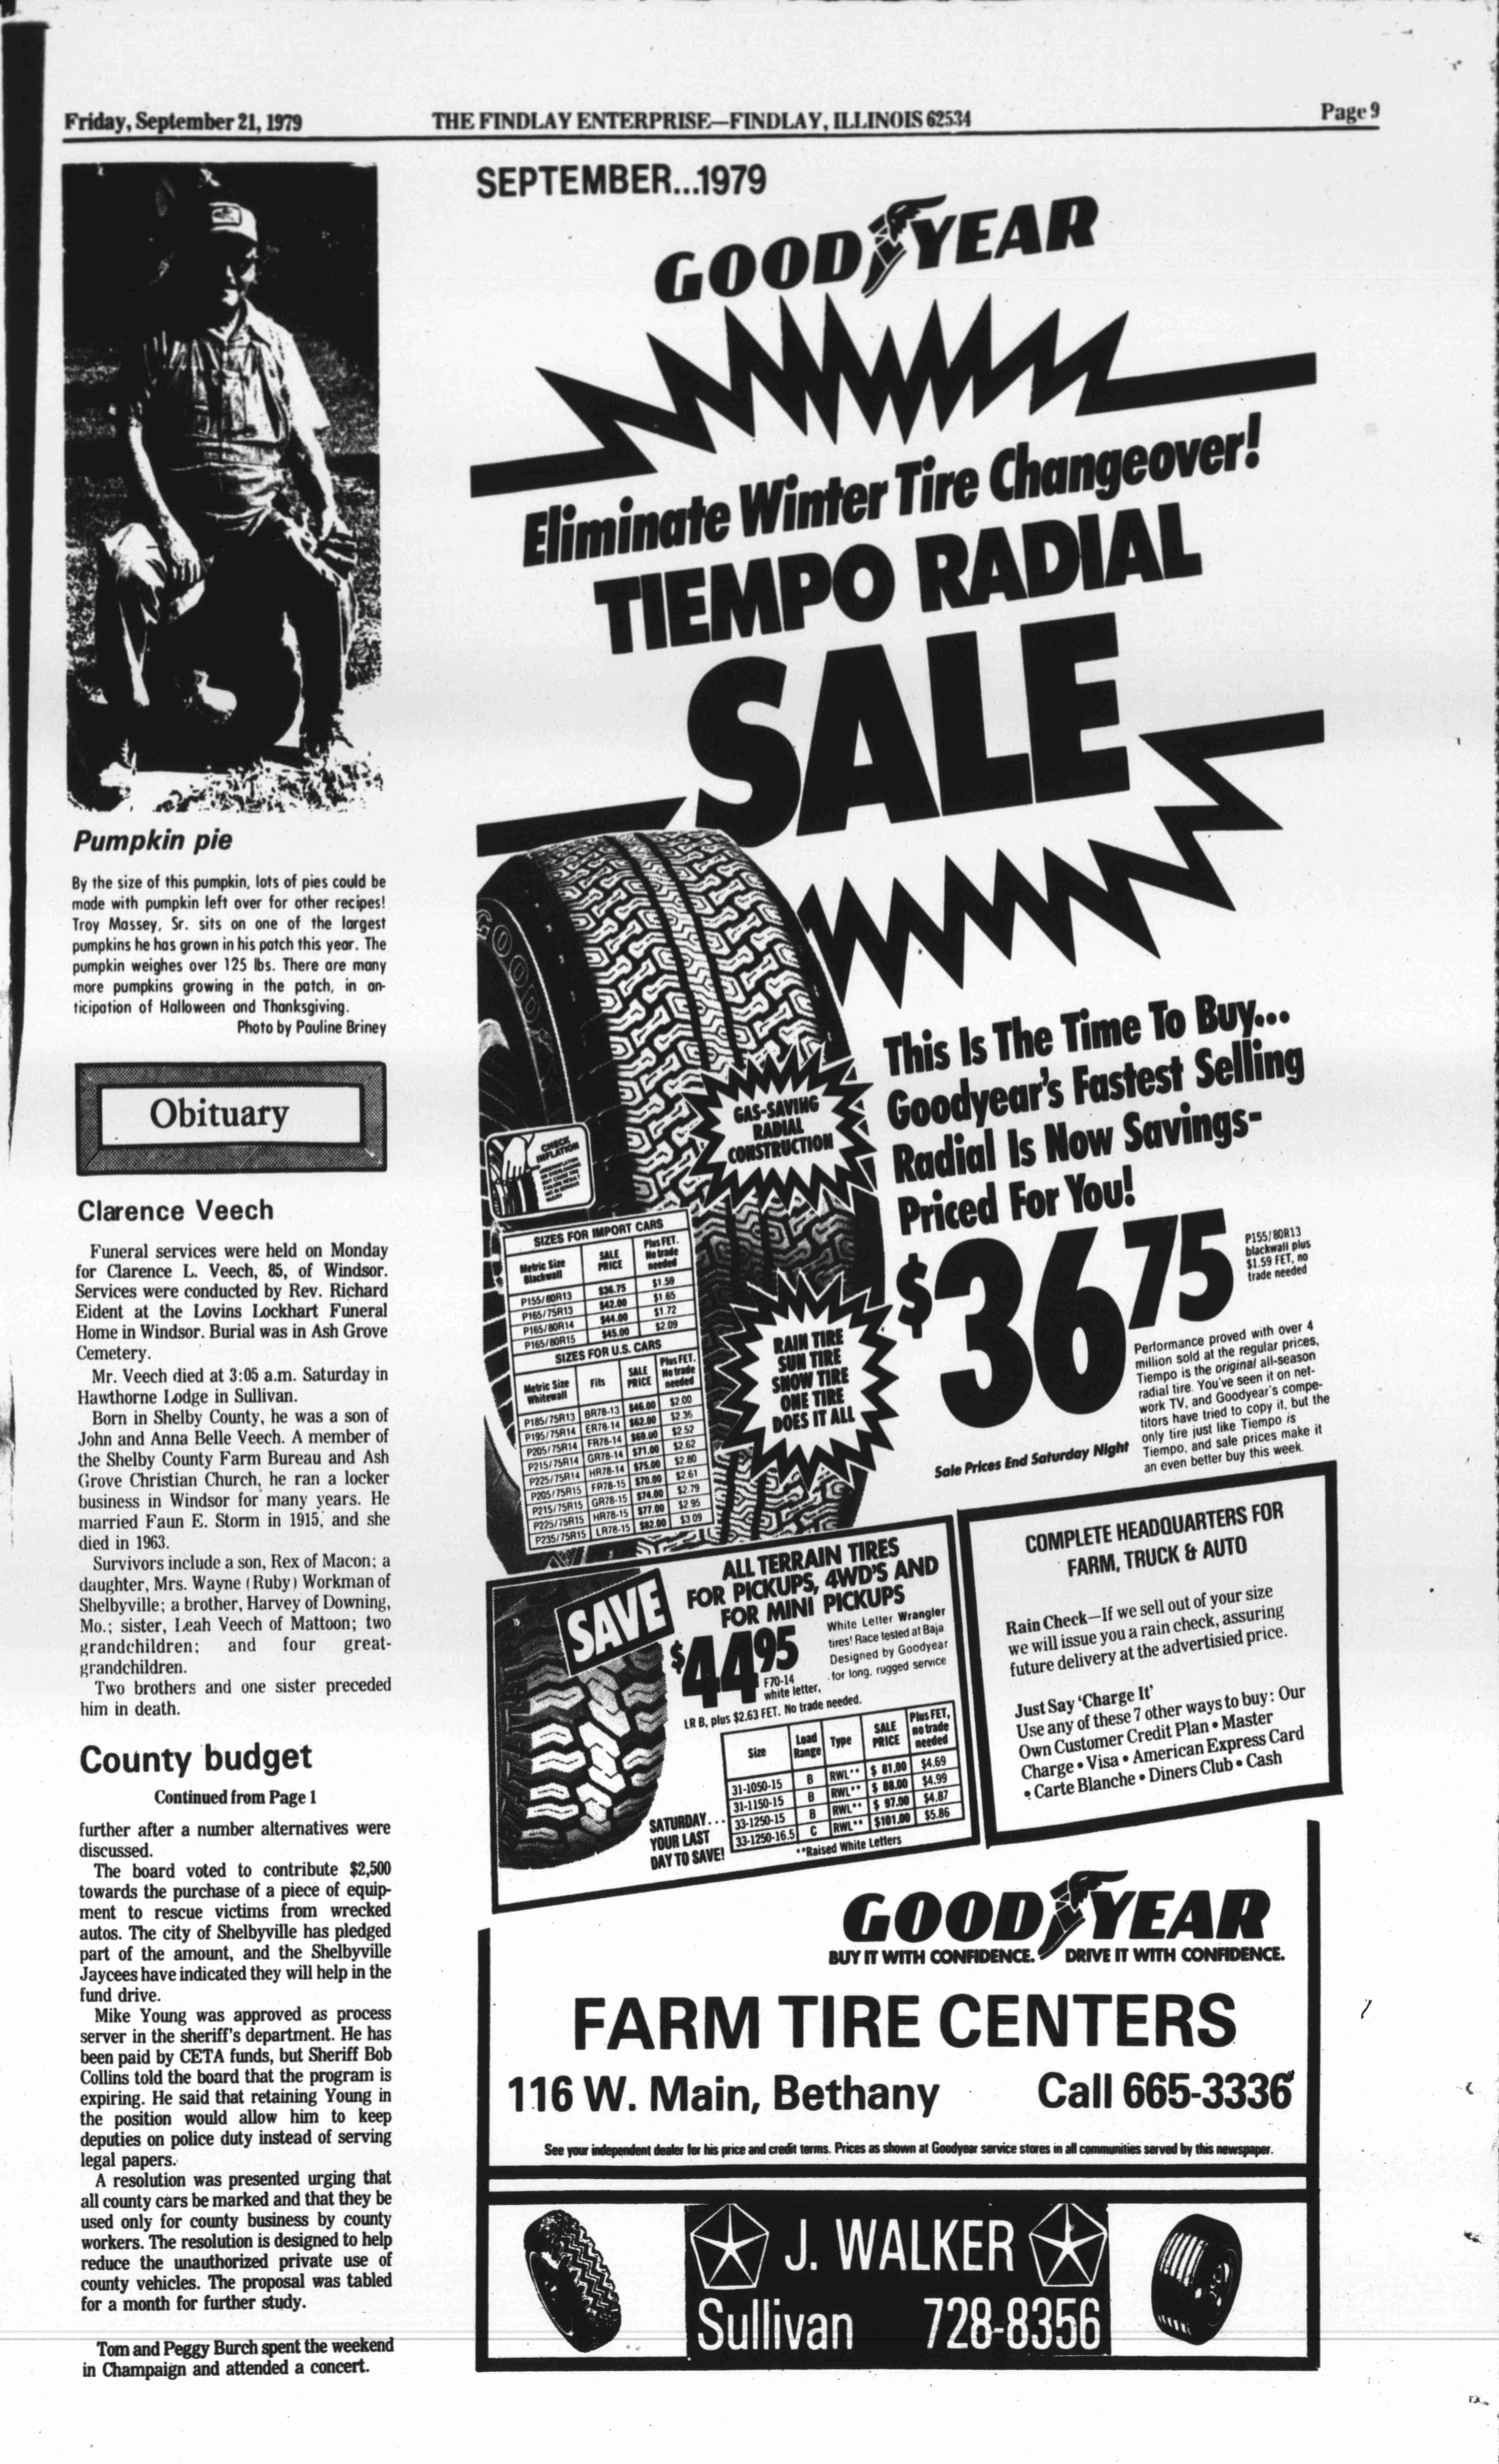 Friday, September 21, 1979
THE FINDLAY ENTERPRISE—FINDLAY, ILLINOIS 62534
Page 9
Pumpkin pie
By the size of this pumpkin, lots of pies could be
made with pumpkin left over for other recipes!
Troy Massey, Sr. sits on one of the largest
pumpkins he has grown in his patch this year. The
pumpkin weighes over 125 lbs. There are many
more pumpkins growing in the patch, in an-
ticipation of Halloween and Thanksgiving.
Photo by Pauline Briney
Obituary
Clarence Veech
Funeral services were held on Monday
for Clarence L. Veech, 85, of Windsor.
Services were conducted by Rev. Richard
Eident at the Lovins Lockhart Funeral
Home in Windsor. Burial was in Ash Grove
Cemetery.
Mr. Veech died at 3:05 a.m. Saturday in
Hawthorne Lodge in Sullivan.
Born in Shelby County, he was a son of
John and Anna Belle Veech. A member of
the Shelby County Farm Bureau and Ash
Grove Christian Church, he ran a locker
business in Windsor for many years. He
married Faun E. Storm in 1915, and she
died in 1963.
Survivors include a son, Rex of Macon; a
daughter, Mrs. Wayne (Ruby) Workman of
Shelbyville; a brother, Harvey of Downing,
Mo.; sister, Leah Veech of Mattoon; two
grandchildren; and four great-
grandchildren.
Two brothers and one sister preceded
him in death.
County budget
Continued from Page 1
further after a number alternatives were
discussed.
The board voted to contribute $2,500
towards the purchase of a piece of equip-
ment to rescue victims from wrecked
autos. The city of Shelbyville has pledged
part of the amount, and the Shelbyville
Jaycees have indicated they will help in the
fund drive.
Mike Young was approved as process
server in the sheriff's department. He has
been paid by CETA funds, but Sheriff Bob
Collins told the board that the program is
expiring. He said that retaining Young in
the position would allow him to keep
deputies on police duty instead of serving
legal papers.
A resolution was presented urging that
all county cars be marked and that they be
used only for county business by county
workers. The resolution is designed to help
reduce the unauthorized private use of
county vehicles. The proposal was tabled
for a month for further study.
Tom and Peggy Burch spent the weekend
in Champaign and attended a concert.
SEPTEMBER...1979
GOODYEAR
Eliminate Winter Tire Changeover!
TIEMPO RADIAL
SALE
This Is The Time To Buy...
Goodyear's Fastest Selling
Radial Is Now Savings-
Priced For You!
$36 75
P155/80R13
blackwall plus
$1.59 FET, no
trade needed
Performance proved with over 4
million sold at the regular prices,
Tiempo is the original all-season
radial tire. You've seen it on net-
work TV, and Goodyear's compe-
titors have tried to copy it, but the
only tire just like Tiempo is
Tiempo, and sale prices make it
an even better buy this week.
Sale Prices End Saturday Night
GOOD
CHECK
INFLATION
GAS-SAVING
RADIAL
CONSTRUCTION
RAIN TIRE
SUN TIRE
SNOW TIRE
ONE TIRE
DOES IT ALL
SIZES FOR IMPORT CARS
Metric Size Blackwall SALE PRICE Plus FET. No trade needed
P155/80R13 $36.75 $1.59
P165/75R13 $42.00 $1.65
P165/80R14 $44.00 $1.72
P165/80R15 $45.00 $2.09
SIZES FOR U.S. CARS
Metric Size Whitewall Fits SALE PRICE Plus FET. No trade needed
P185/75R13 BR78-13 $46.00 $2.00
P195/75R14 ER78-14 $62.00 $2.36
P205/75R14 FR78-14 $68.00 $2.52
P215/75R14 GR78-14 $71.00 $2.62
P225/75R14 HR78-14 $75.00 $2.80
P205/75R15 FR78-15 $70.00 $2.61
P215/75R15 GR78-15 $74.00 $2.79
P225/75R15 HR78-15 $77.00 $2.95
P235/75R15 LR78-15 $82.00 $3 09
SAVE
ALL TERRAIN TIRES
FOR PICKUPS, 4WD'S AND
FOR MINI PICKUPS
$44 95
F70-14
white letter,
LR B, plus $2.63 FET. No trade needed.
White Letter Wrangler
tires! Race tested at Baja
Designed by Goodyear
for long, rugged service
Size Load Range Type SALE PRICE Plus FET, no trade needed
31-1050-15 B RWL** $ 81.00 $4.69
31-1150-15 B RWL** $ 88.00 $4.99
33-1250-15 B RWL** $ 97.00 $4.87
33-1250-16.5 C RWL** $101.00 $5.86
**Raised White Letters
SATURDAY...
YOUR LAST
DAY TO SAVE!
COMPLETE HEADQUARTERS FOR
FARM, TRUCK & AUTO
Rain Check—If we sell out of your size
we will issue you a rain check, assuring
future delivery at the advertisied price.
Just Say 'Charge It'
Use any of these 7 other ways to buy: Our
Own Customer Credit Plan • Master
Charge • Visa • American Express Card
• Carte Blanche • Diners Club • Cash
GOODYEAR
BUY IT WITH CONFIDENCE. DRIVE IT WITH CONFIDENCE.
FARM TIRE CENTERS
116 W. Main, Bethany Call 665-3336
See your independent dealer for his price and credit terms. Prices as shown at Goodyear service stores in all communities served by this newspaper.
J. WALKER
Sullivan 728-8356